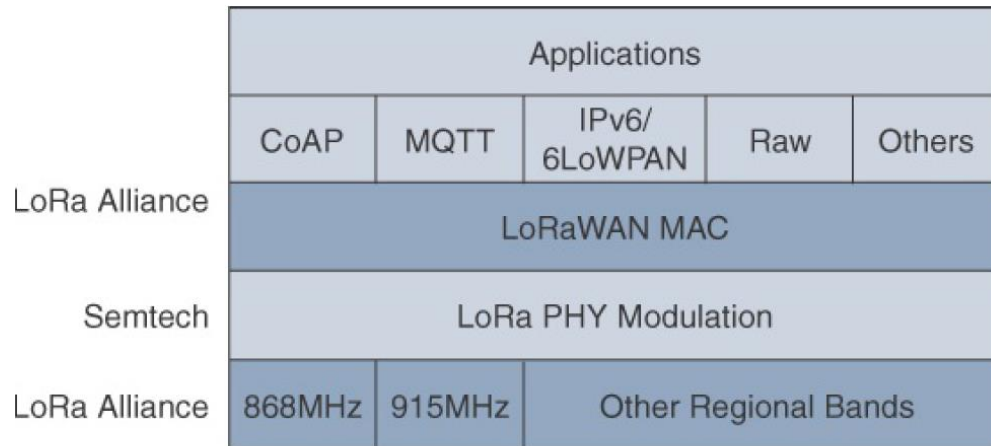 Applications
CoAP MQTT IPv6/ 6LoWPAN Raw Others
LoRa Alliance LoRaWAN MAC
Semtech LoRa PHY Modulation
LoRa Alliance 868MHz 915MHz Other Regional Bands